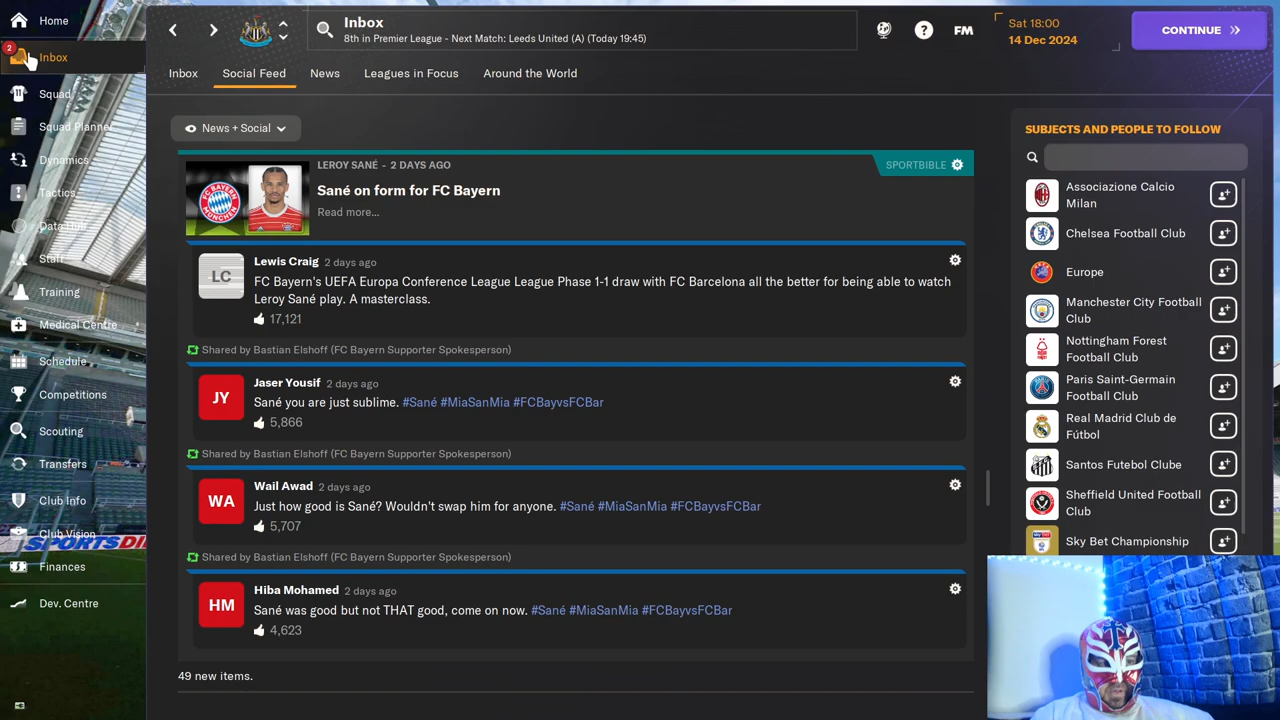 Home
2
Inbox
Squad
Squad Planner
Dynamics
Tactics
Data Hub
Staff
Training
Medical Centre
Schedule
Competitions
Scouting
Transfers
Club Info
Club Vision
Finances
Dev. Centre
Inbox
8th in Premier League - Next Match: Leeds United (A) (Today 19:45)
?
FM
Sat 18:00
14 Dec 2024
CONTINUE
Inbox
Social Feed
News
Leagues in Focus
Around the World
News + Social
LEROY SANÉ - 2 DAYS AGO
SPORTBIBLE
Sané on form for FC Bayern
Read more...
LC
Lewis Craig 2 days ago
FC Bayern's UEFA Europa Conference League League Phase 1-1 draw with FC Barcelona all the better for being able to watch
Leroy Sané play. A masterclass.
17,121
Shared by Bastian Elshoff (FC Bayern Supporter Spokesperson)
JY
Jaser Yousif 2 days ago
Sané you are just sublime. #Sané #MiaSanMia #FCBayvsFCBar
5,866
Shared by Bastian Elshoff (FC Bayern Supporter Spokesperson)
WA
Wail Awad 2 days ago
Just how good is Sané? Wouldn't swap him for anyone. #Sané #MiaSanMia #FCBayvsFCBar
5,707
Shared by Bastian Elshoff (FC Bayern Supporter Spokesperson)
HM
Hiba Mohamed 2 days ago
Sané was good but not THAT good, come on now. #Sané #MiaSanMia #FCBayvsFCBar
4,623
49 new items.
SUBJECTS AND PEOPLE TO FOLLOW
Associazione Calcio
Milan
Chelsea Football Club
Europe
Manchester City Football
Club
Nottingham Forest
Football Club
Paris Saint-Germain
Football Club
Real Madrid Club de
Fútbol
Santos Futebol Clube
Sheffield United Football
Club
Sky Bet Championship